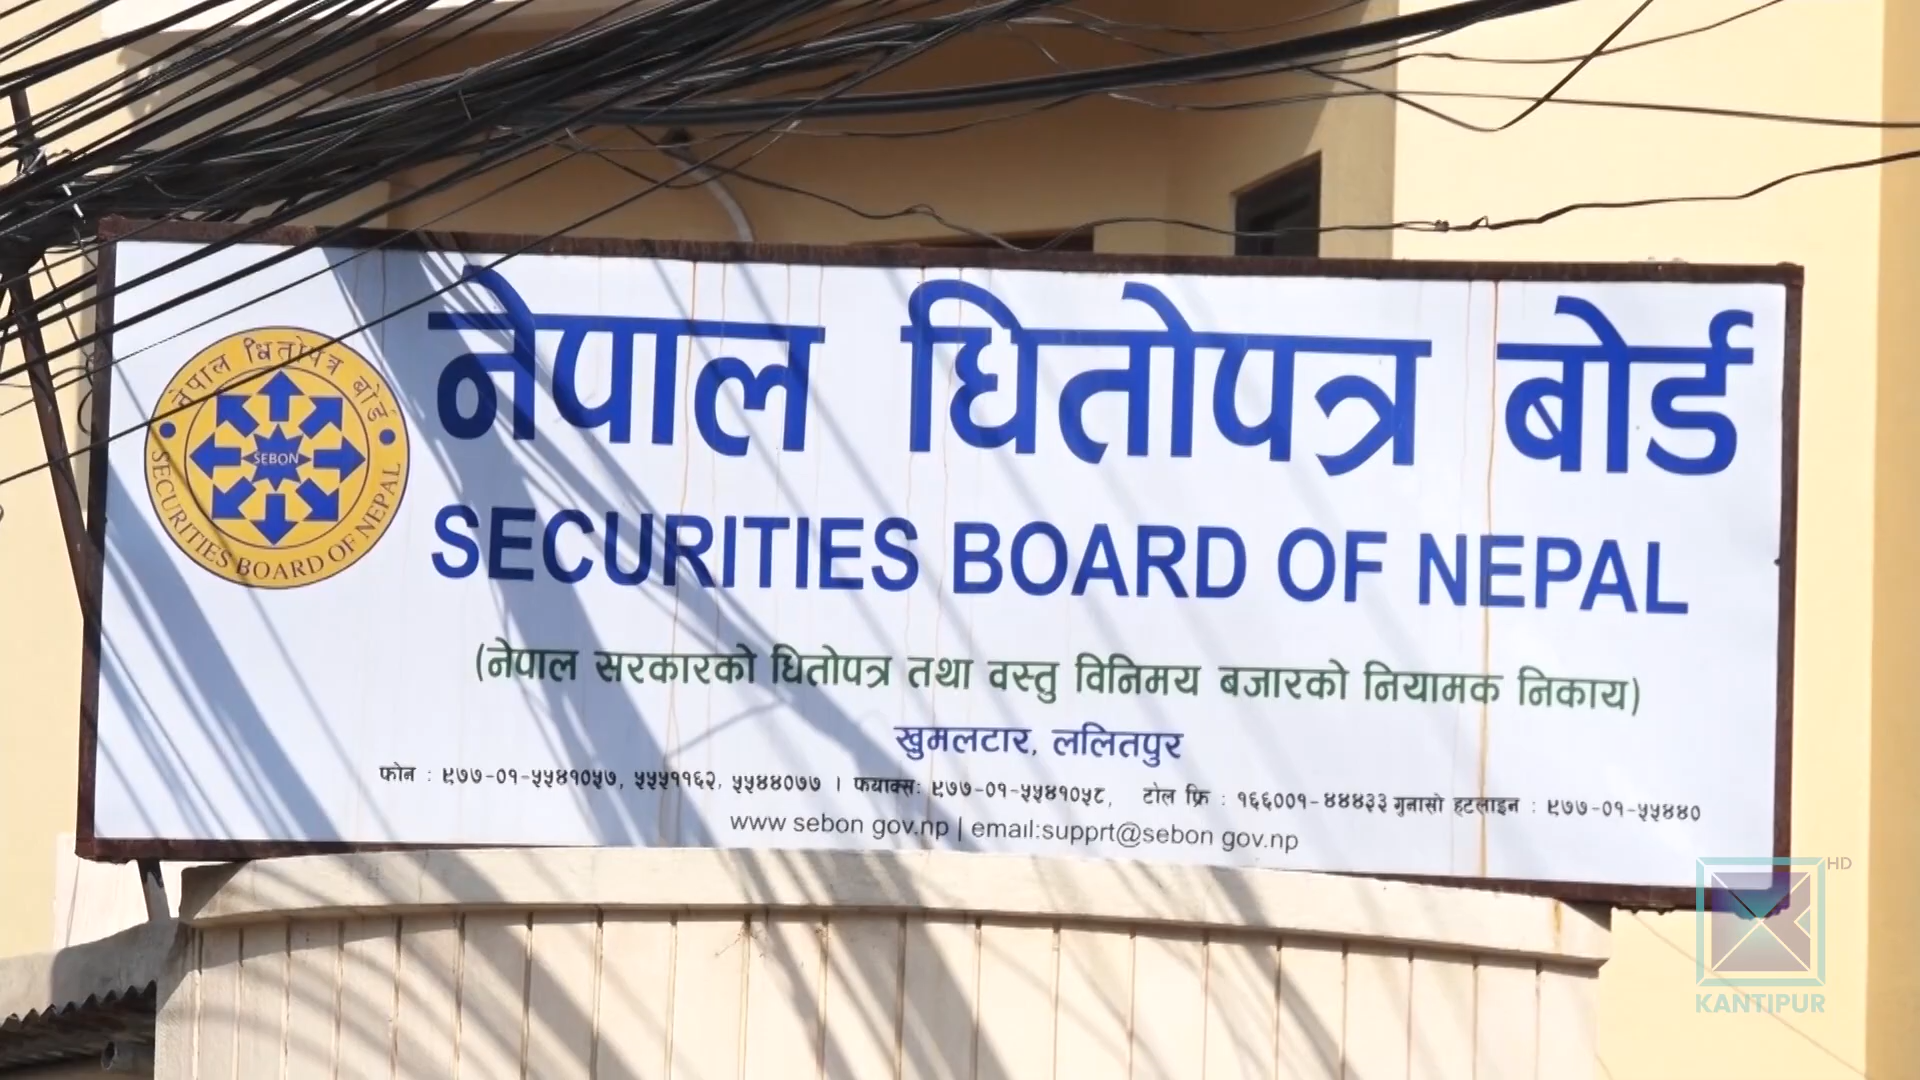 नेपाल धितोपत्र बोर्ड
SEBON
SECURITIES BOARD OF NEPAL
नेपाल धितोपत्र बोर्ड
SECURITIES BOARD OF NEPAL
(नेपाल सरकारको धितोपत्र तथा वस्तु विनिमय बजारको नियामक निकाय)
खुमलटार, ललितपुर
फोन : ९७७-०१-५५४१०५७, ५५५११६२, ५५४४०७७ । फ्याक्स: ९७७-०१-५५४१०५८, टोल फ्रि : १६६००१-४४४३३ गुनासो हटलाइन : ९७७-०१-५५४४०
www sebon gov.np | email:supprt@sebon gov.np
HD
KANTIPUR